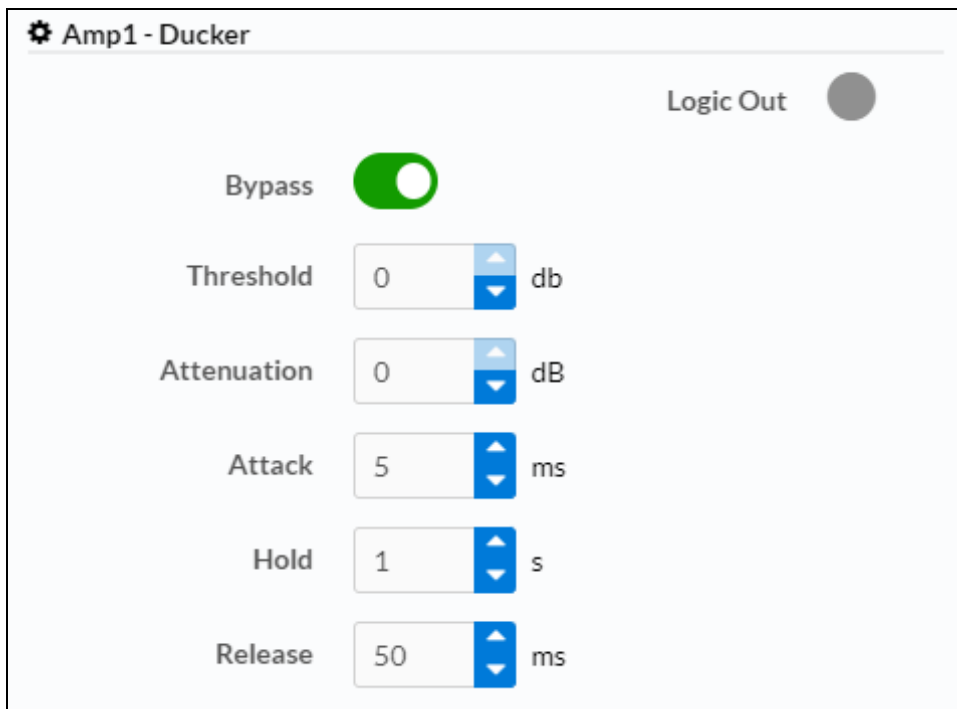 Amp1 - Ducker
Logic Out
Bypass
Threshold 0 db
Attenuation 0 dB
Attack 5 ms
Hold 1 s
Release 50 ms